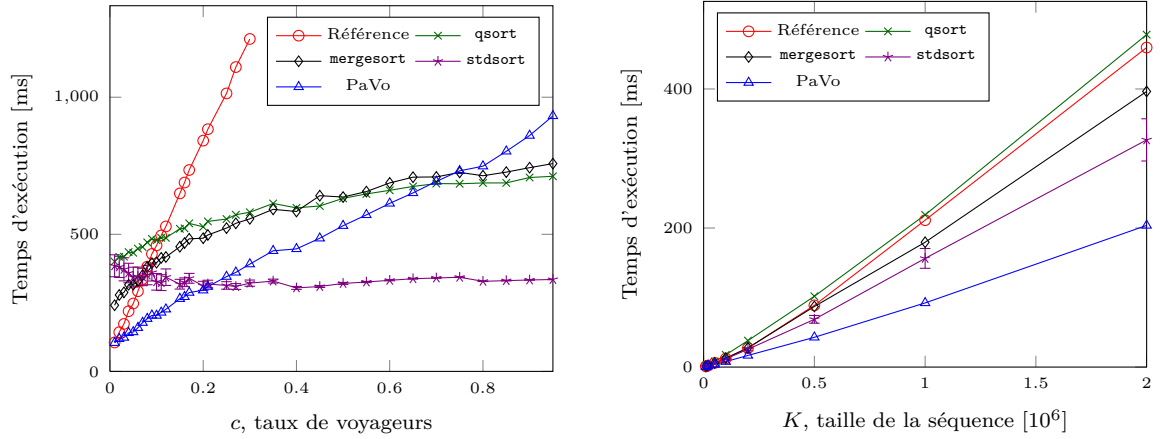 Référence qsort
mergesort stdsort
PaVo
Temps d'exécution [ms]
1,000
500
0
0 0.2 0.4 0.6 0.8
c, taux de voyageurs
Référence qsort
mergesort stdsort
PaVo
Temps d'exécution [ms]
400
200
0
0 0.5 1 1.5 2
K, taille de la séquence [10⁶]